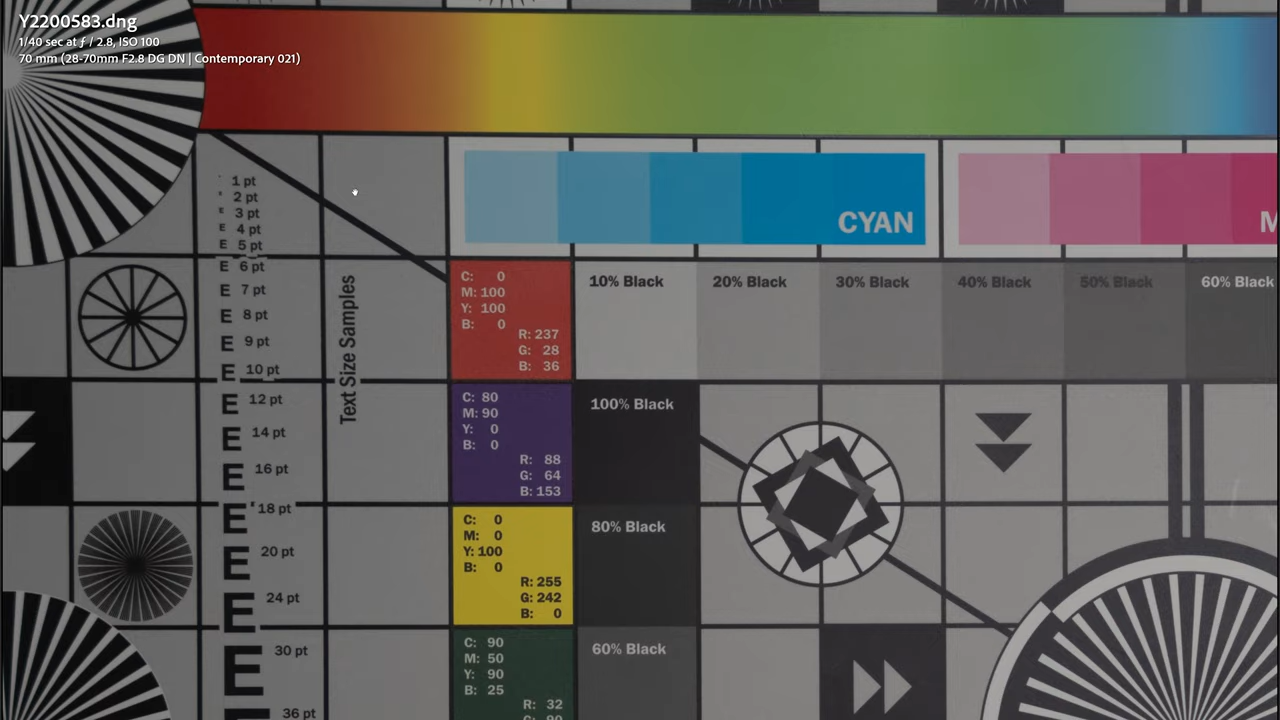 Y2200583.dng
1/40 sec at ƒ / 2.8, ISO 100
70 mm (28-70mm F2.8 DG DN | Contemporary 021)
1 pt
2 pt
3 pt
E 4 pt
E 5 pt
E 6 pt
E 7 pt
E 8 pt
E 9 pt
E 10 pt
E 12 pt
E 14 pt
E 16 pt
E 18 pt
E 20 pt
E 24 pt
E 30 pt
E 36 pt
Text Size Samples
CYAN
M
C: 0
M: 100
Y: 100
B: 0
R: 237
G: 28
B: 36
10% Black
20% Black
30% Black
40% Black
50% Black
60% Black
C: 80
M: 90
Y: 0
B: 0
R: 88
G: 64
B: 153
100% Black
C: 0
M: 0
Y: 100
B: 0
R: 255
G: 242
B: 0
80% Black
C: 90
M: 50
Y: 90
B: 25
R: 32
60% Black